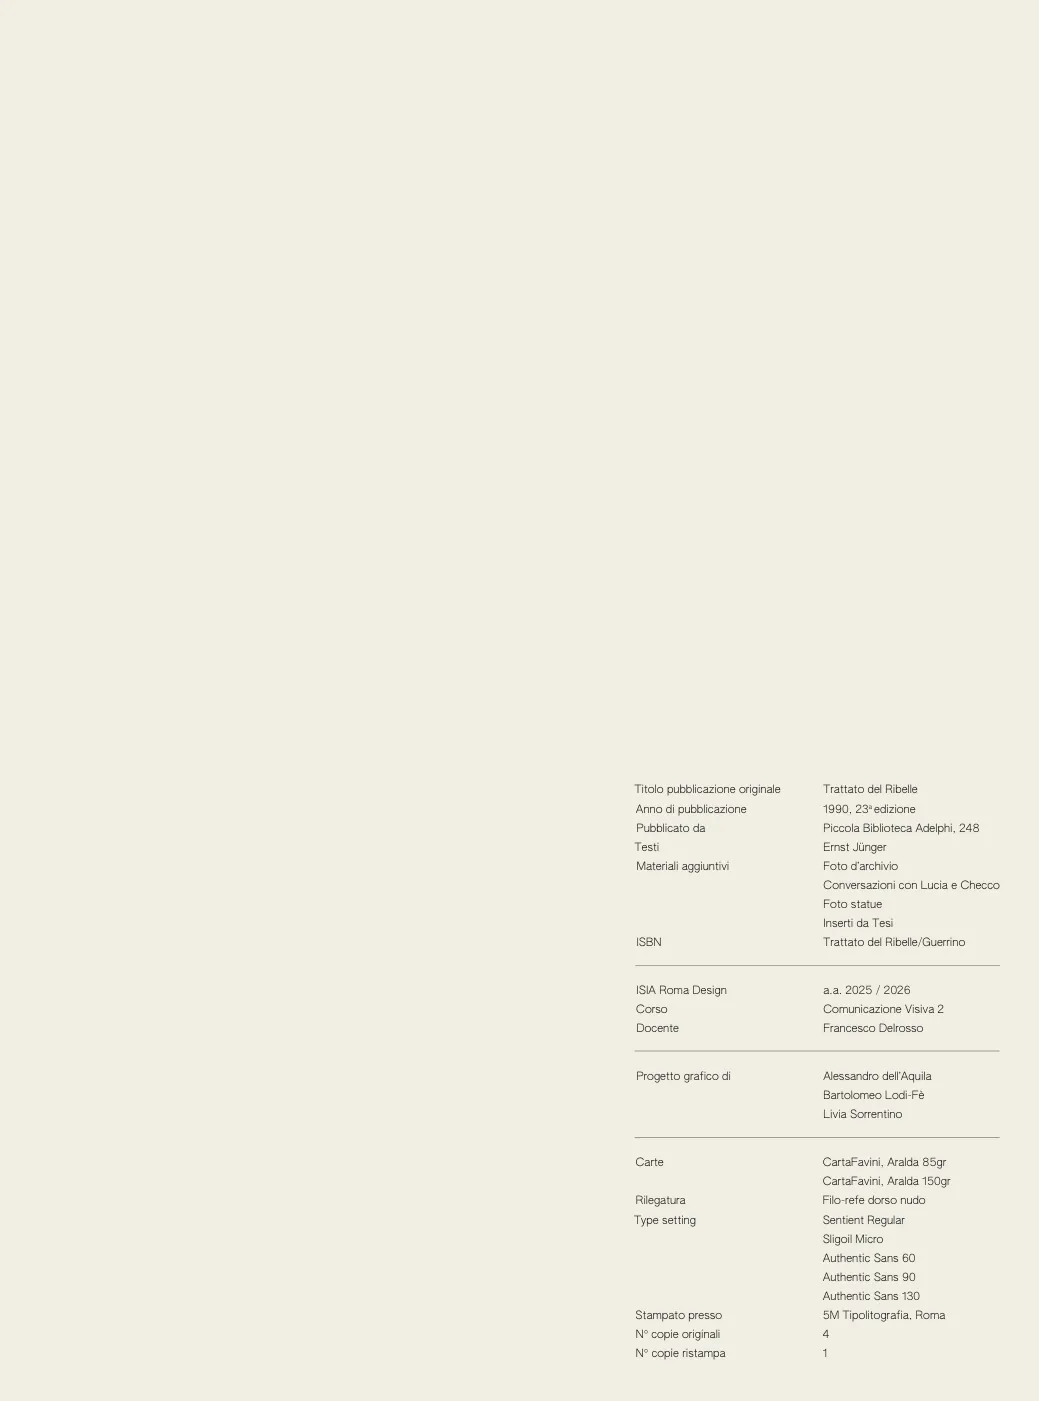 Titolo pubblicazione originale Trattato del Ribelle
Anno di pubblicazione 1990, 23ª edizione
Pubblicato da Piccola Biblioteca Adelphi, 248
Testi Ernst Jünger
Materiali aggiuntivi Foto d'archivio
Conversazioni con Lucia e Checco
Foto statue
Inserti da Tesi
ISBN Trattato del Ribelle/Guerrino
ISIA Roma Design a.a. 2025 / 2026
Corso Comunicazione Visiva 2
Docente Francesco Delrosso
Progetto grafico di Alessandro dell'Aquila
Bartolomeo Lodi-Fè
Livia Sorrentino
Carte CartaFavini, Aralda 85gr
CartaFavini, Aralda 150gr
Rilegatura Filo-refe dorso nudo
Type setting Sentient Regular
Sligoil Micro
Authentic Sans 60
Authentic Sans 90
Authentic Sans 130
Stampato presso 5M Tipolitografia, Roma
N° copie originali 4
N° copie ristampa 1